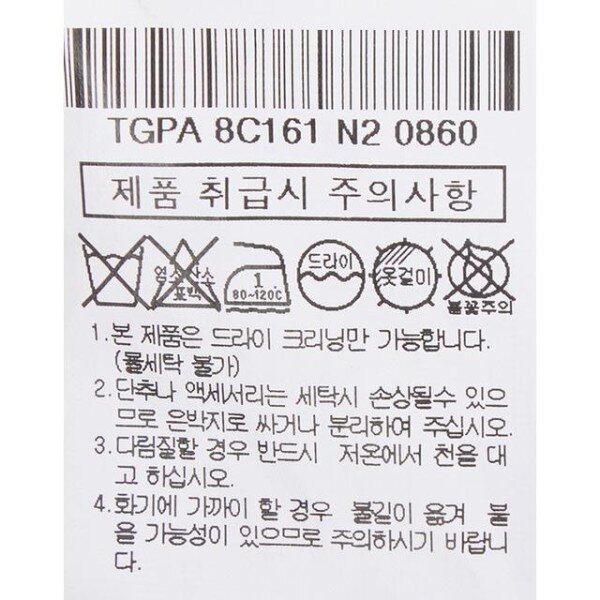 TGPA 8C161 N2 0860
제품 취급시 주의사항
염소산소
표백
1.
80~120℃
드라이
옷걸이
불꽃주의
1. 본 제품은 드라이 크리닝만 가능합니다.
(물세탁 불가)
2. 단추나 액세서리는 세탁시 손상될수 있으
므로 은박지로 싸거나 분리하여 주십시오.
3. 다림질할 경우 반드시 저온에서 천을 대
고 하십시오.
4. 화기에 가까이 할 경우 불길이 옮겨 붙
을 가능성이 있으므로 주의하시기 바랍니
다.